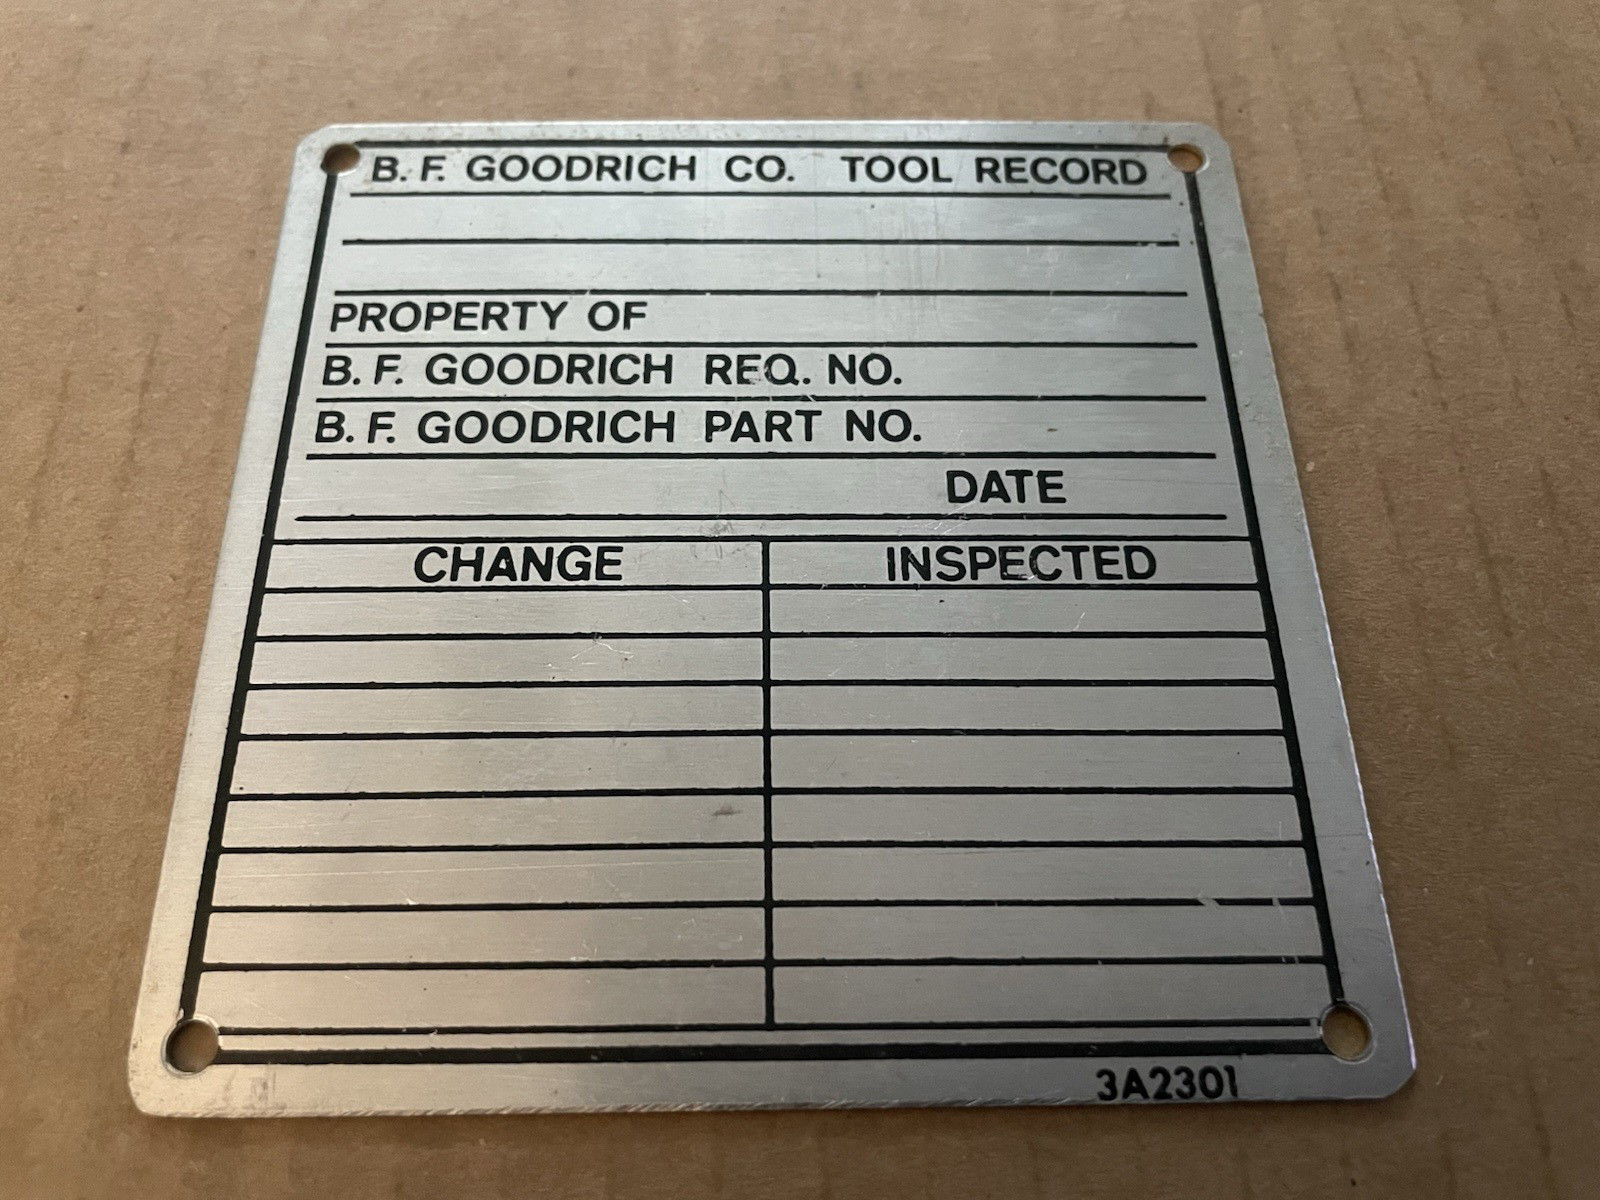 B. F. GOODRICH CO. TOOL RECORD
PROPERTY OF
B. F. GOODRICH REQ. NO.
B. F. GOODRICH PART NO.
DATE
CHANGE INSPECTED
3A2301